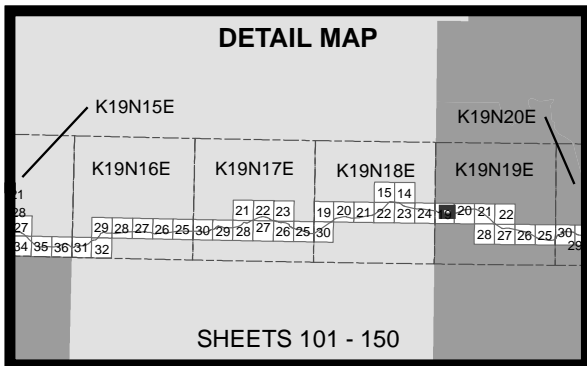 DETAIL MAP
K19N15E
K19N20E
K19N16E
K19N17E
K19N18E
K19N19E
15 14
21 22 23
19 20 21 22 23 24 19 20 21 22
21
28
27
29 28 27 26 25 30 29 28 27 26 25 30
28 27 26 25 30
29
34 35 36 31 32
SHEETS 101 - 150